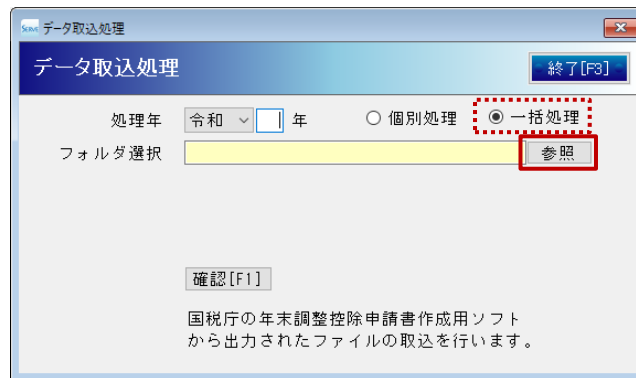 Serve データ取込処理
データ取込処理 終了[F3]
処理年 令和 年 個別処理 一括処理
フォルダ選択 参照
確認[F1]
国税庁の年末調整控除申請書作成用ソフト
から出力されたファイルの取込を行います。